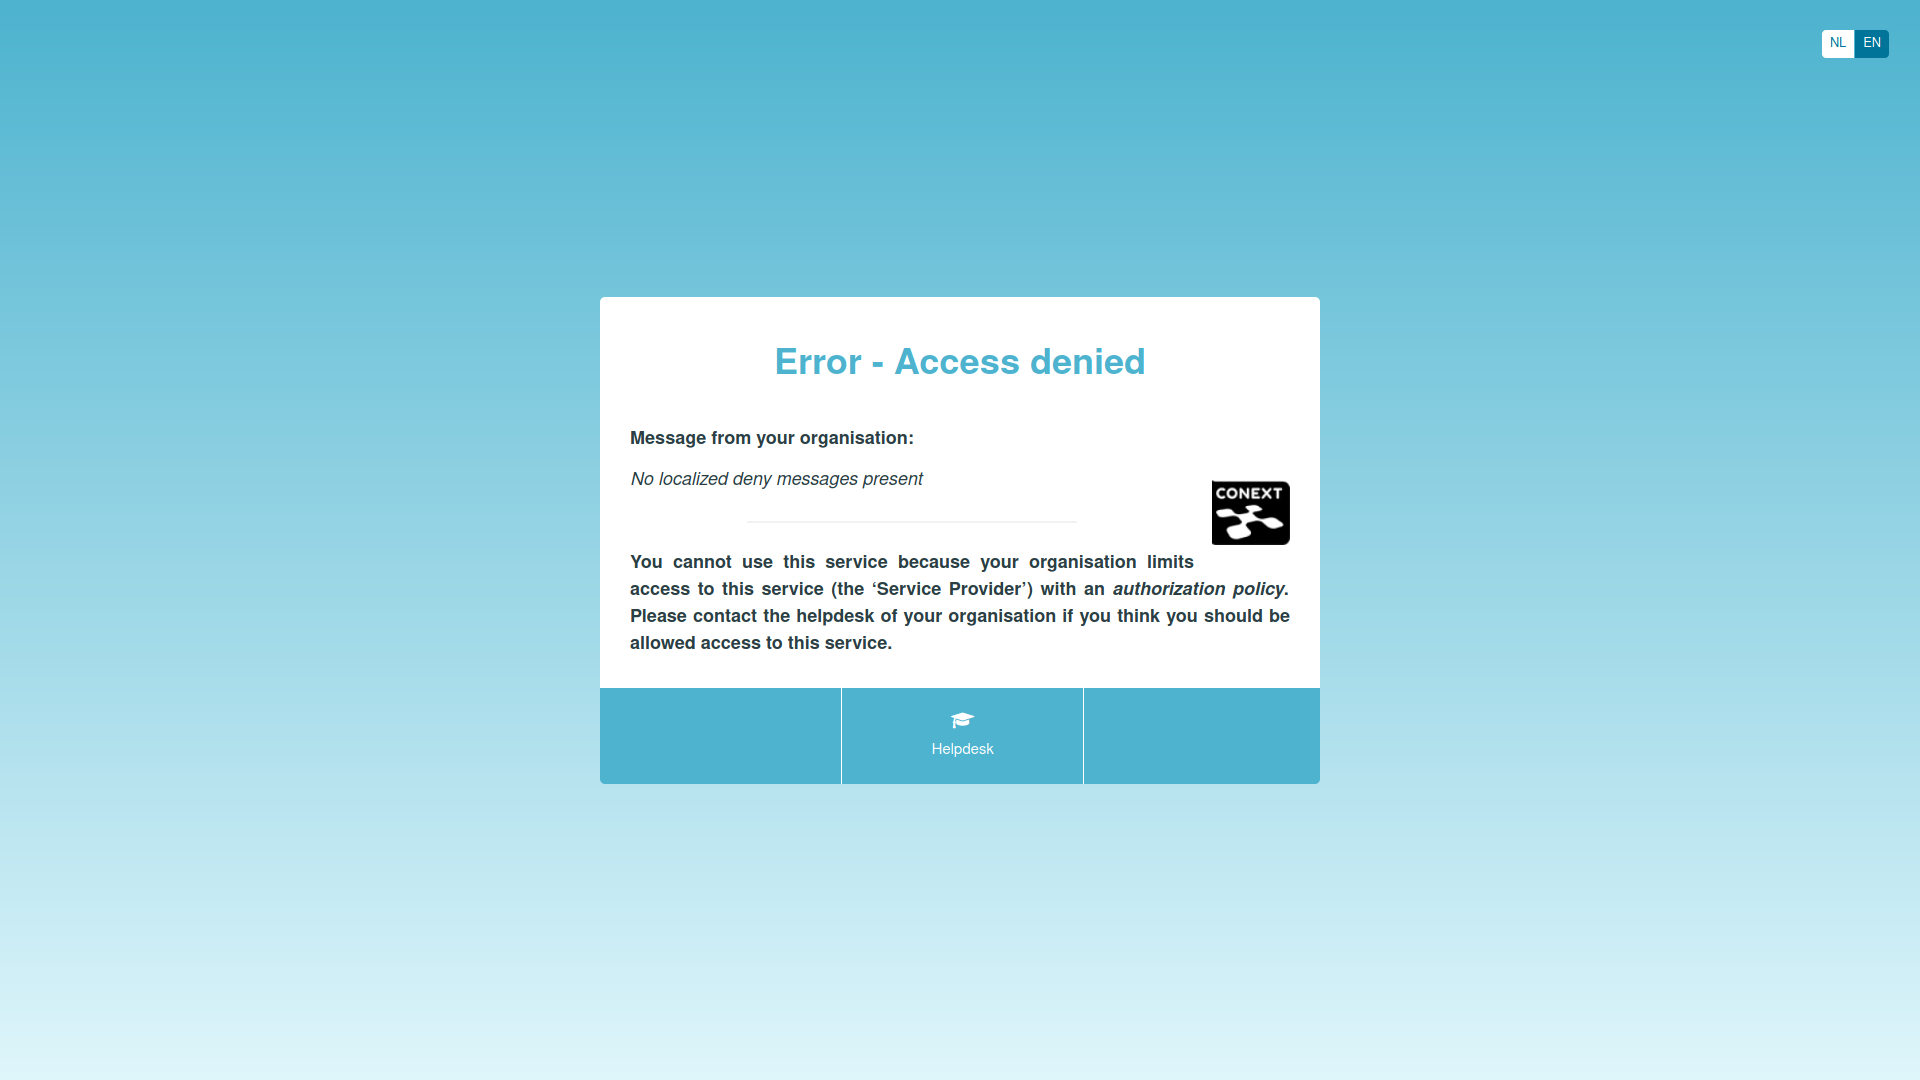 NL EN
Error - Access denied
Message from your organisation:
No localized deny messages present
CONEXT
You cannot use this service because your organisation limits
access to this service (the ‘Service Provider’) with an authorization policy.
Please contact the helpdesk of your organisation if you think you should be
allowed access to this service.
Helpdesk